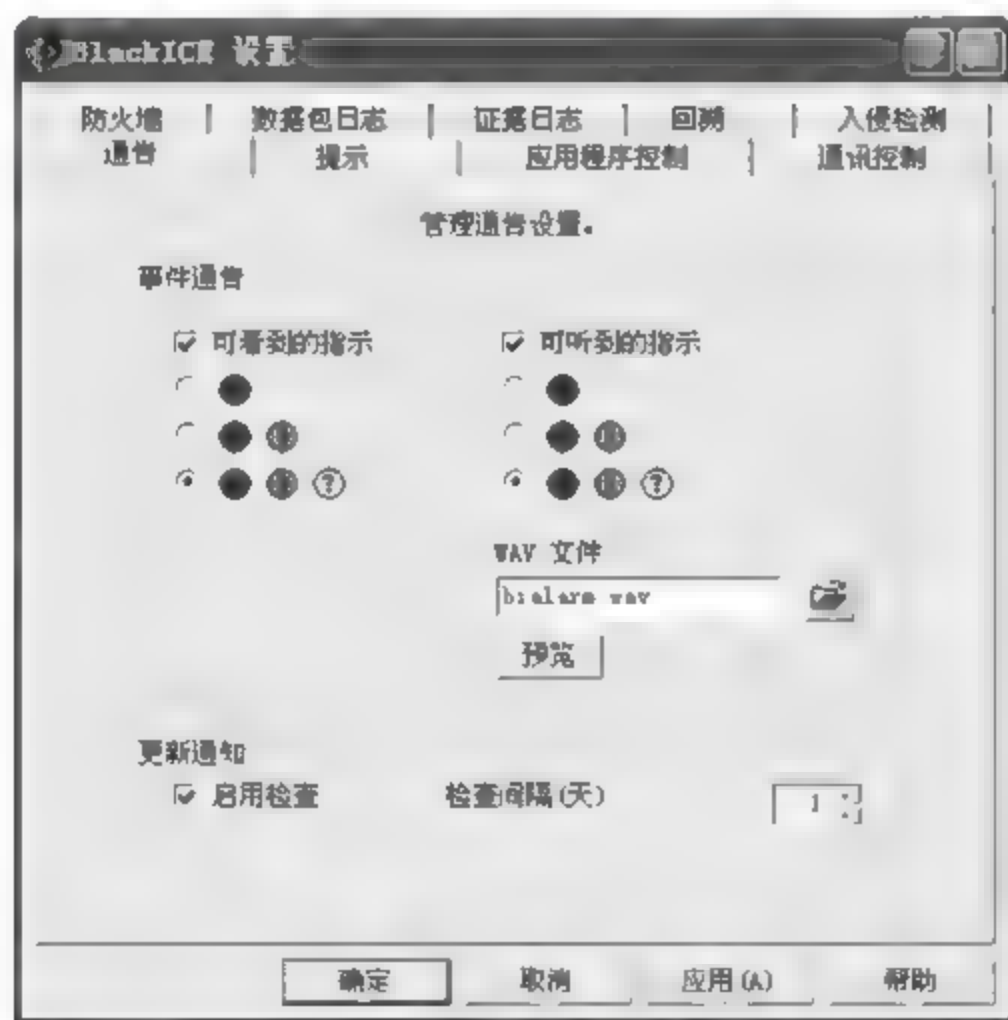 BlackICE 设置
防火墙 数据包日志 证据日志 回溯 入侵检测
通告 提示 应用程序控制 通讯控制
管理通告设置。
事件通告
可看到的指示 可听到的指示
?
?
WAV 文件
bialarm wav
预览
更新通知
启用检查 检查间隔(天) 1
确定 取消 应用(A) 帮助